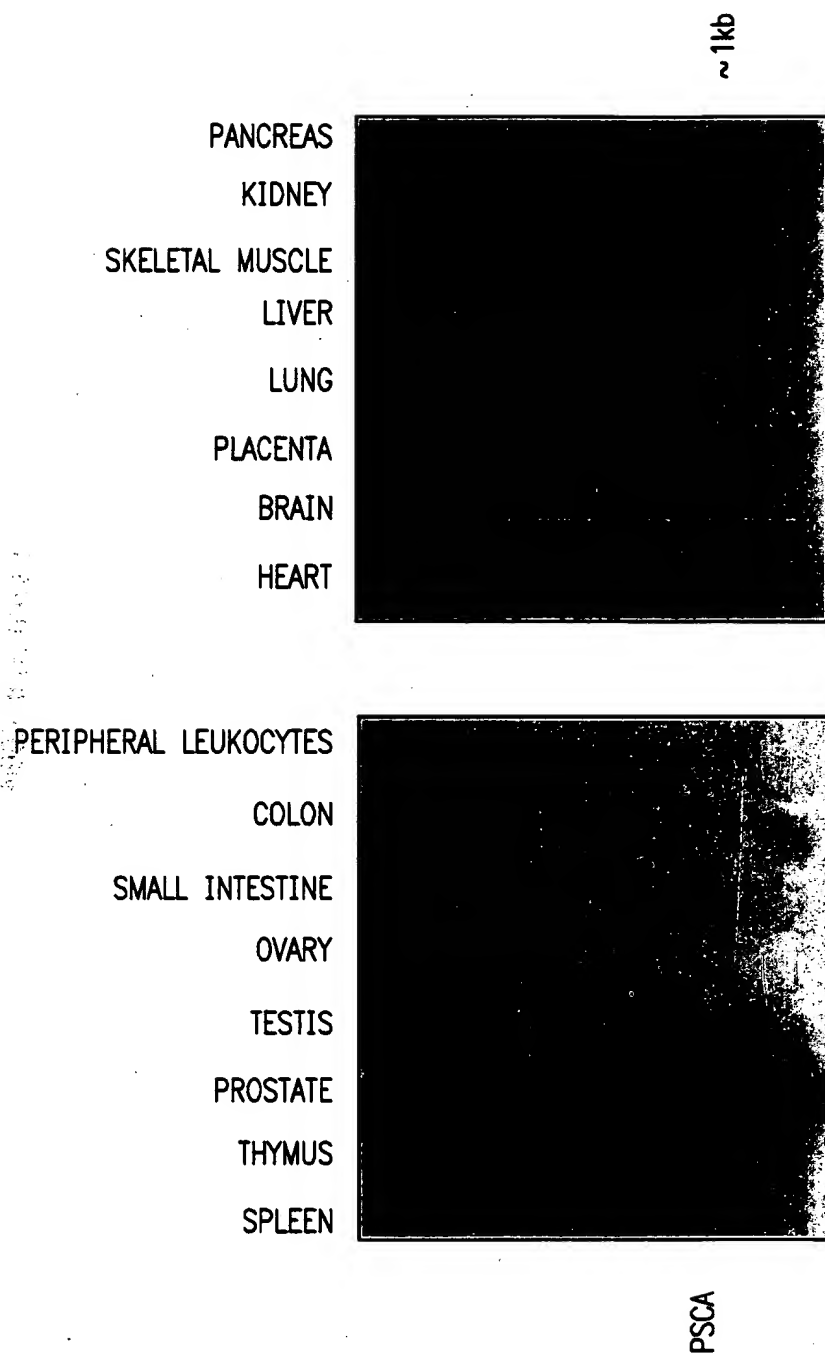 ~1kb
PANCREAS
KIDNEY
SKELETAL MUSCLE
LIVER
LUNG
PLACENTA
BRAIN
HEART
PERIPHERAL LEUKOCYTES
COLON
SMALL INTESTINE
OVARY
TESTIS
PROSTATE
THYMUS
SPLEEN
PSCA